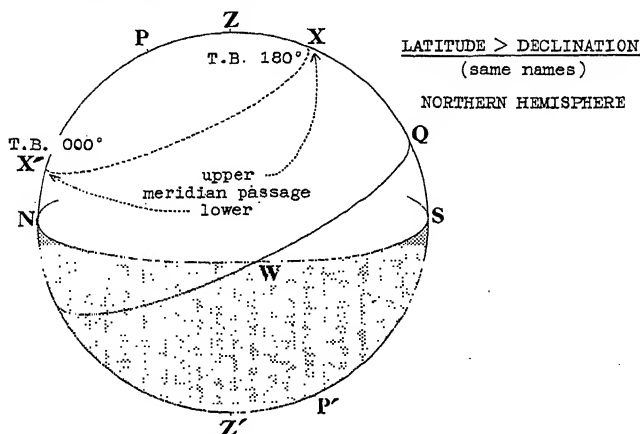 Z
P
X
T.B. 180°
LATITUDE > DECLINATION
(same names)
NORTHERN HEMISPHERE
Q
T.B. 000°
X′
upper
meridian passage
lower
N
S
W
P′
Z′